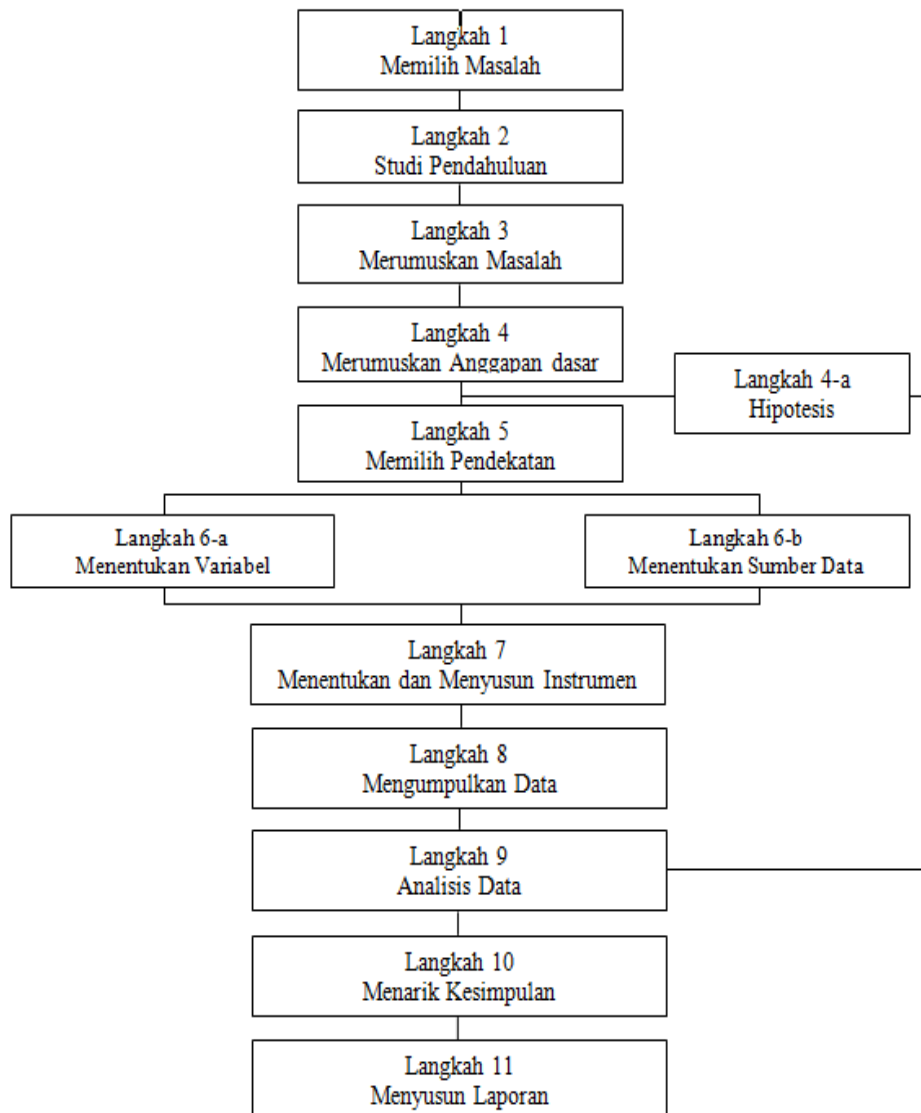 Langkah 1
Memilih Masalah
Langkah 2
Studi Pendahuluan
Langkah 3
Merumuskan Masalah
Langkah 4
Merumuskan Anggapan dasar
Langkah 4-a
Hipotesis
Langkah 5
Memilih Pendekatan
Langkah 6-a
Menentukan Variabel
Langkah 6-b
Menentukan Sumber Data
Langkah 7
Menentukan dan Menyusun Instrumen
Langkah 8
Mengumpulkan Data
Langkah 9
Analisis Data
Langkah 10
Menarik Kesimpulan
Langkah 11
Menyusun Laporan